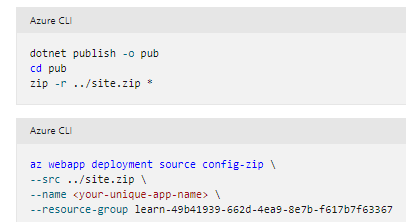 Azure CLI
dotnet publish -o pub
cd pub
zip -r ../site.zip *
Azure CLI
az webapp deployment source config-zip \
--src ../site.zip \
--name <your-unique-app-name> \
--resource-group learn-49b41939-662d-4ea9-8e7b-f617b7f63367